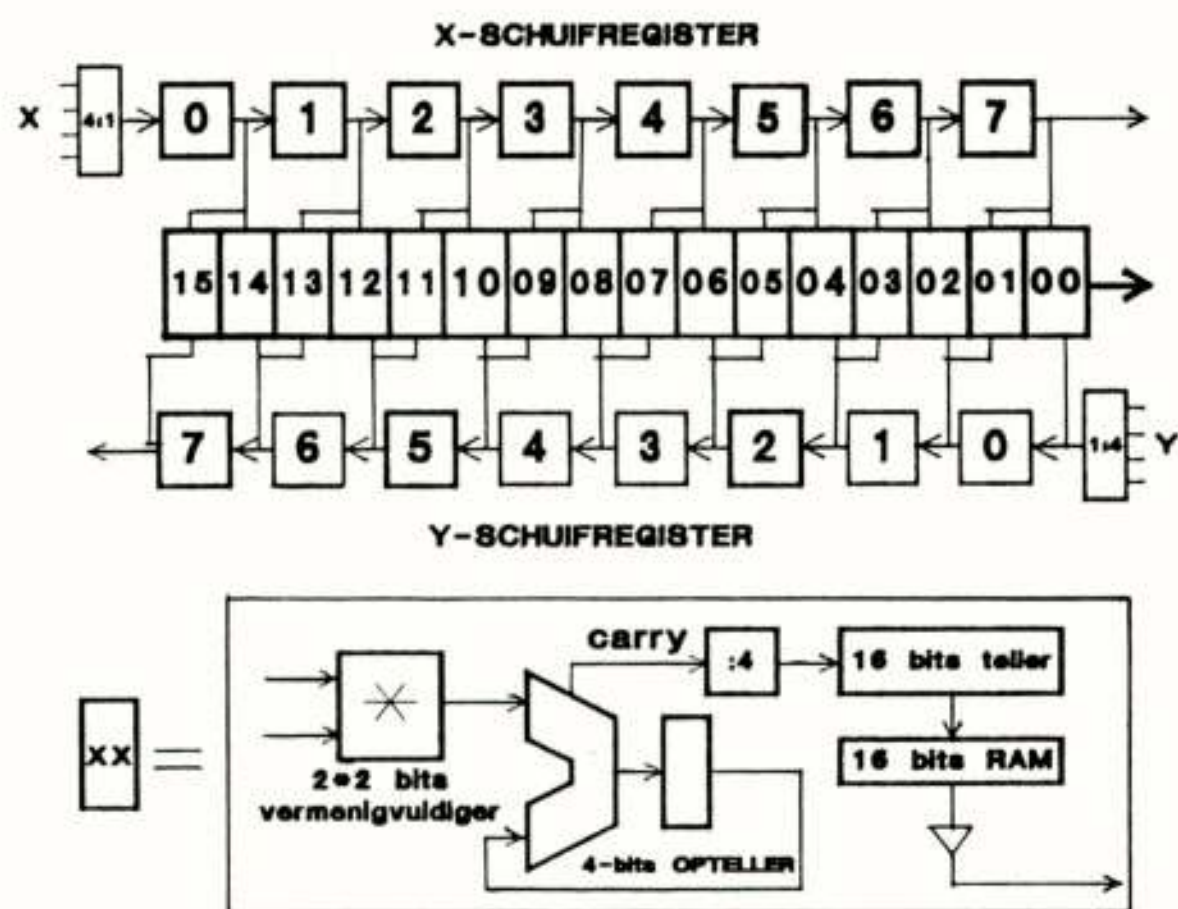 X-SCHUIFREGISTER
X 4:1 0 1 2 3 4 5 6 7
15 14 13 12 11 10 09 08 07 06 05 04 03 02 01 00
7 6 5 4 3 2 1 0 1:4 Y
Y-SCHUIFREGISTER
carry :4 16 bits teller
XX = 16 bits RAM
2*2 bits
vermenigvuldiger
4-bits OPTELLER